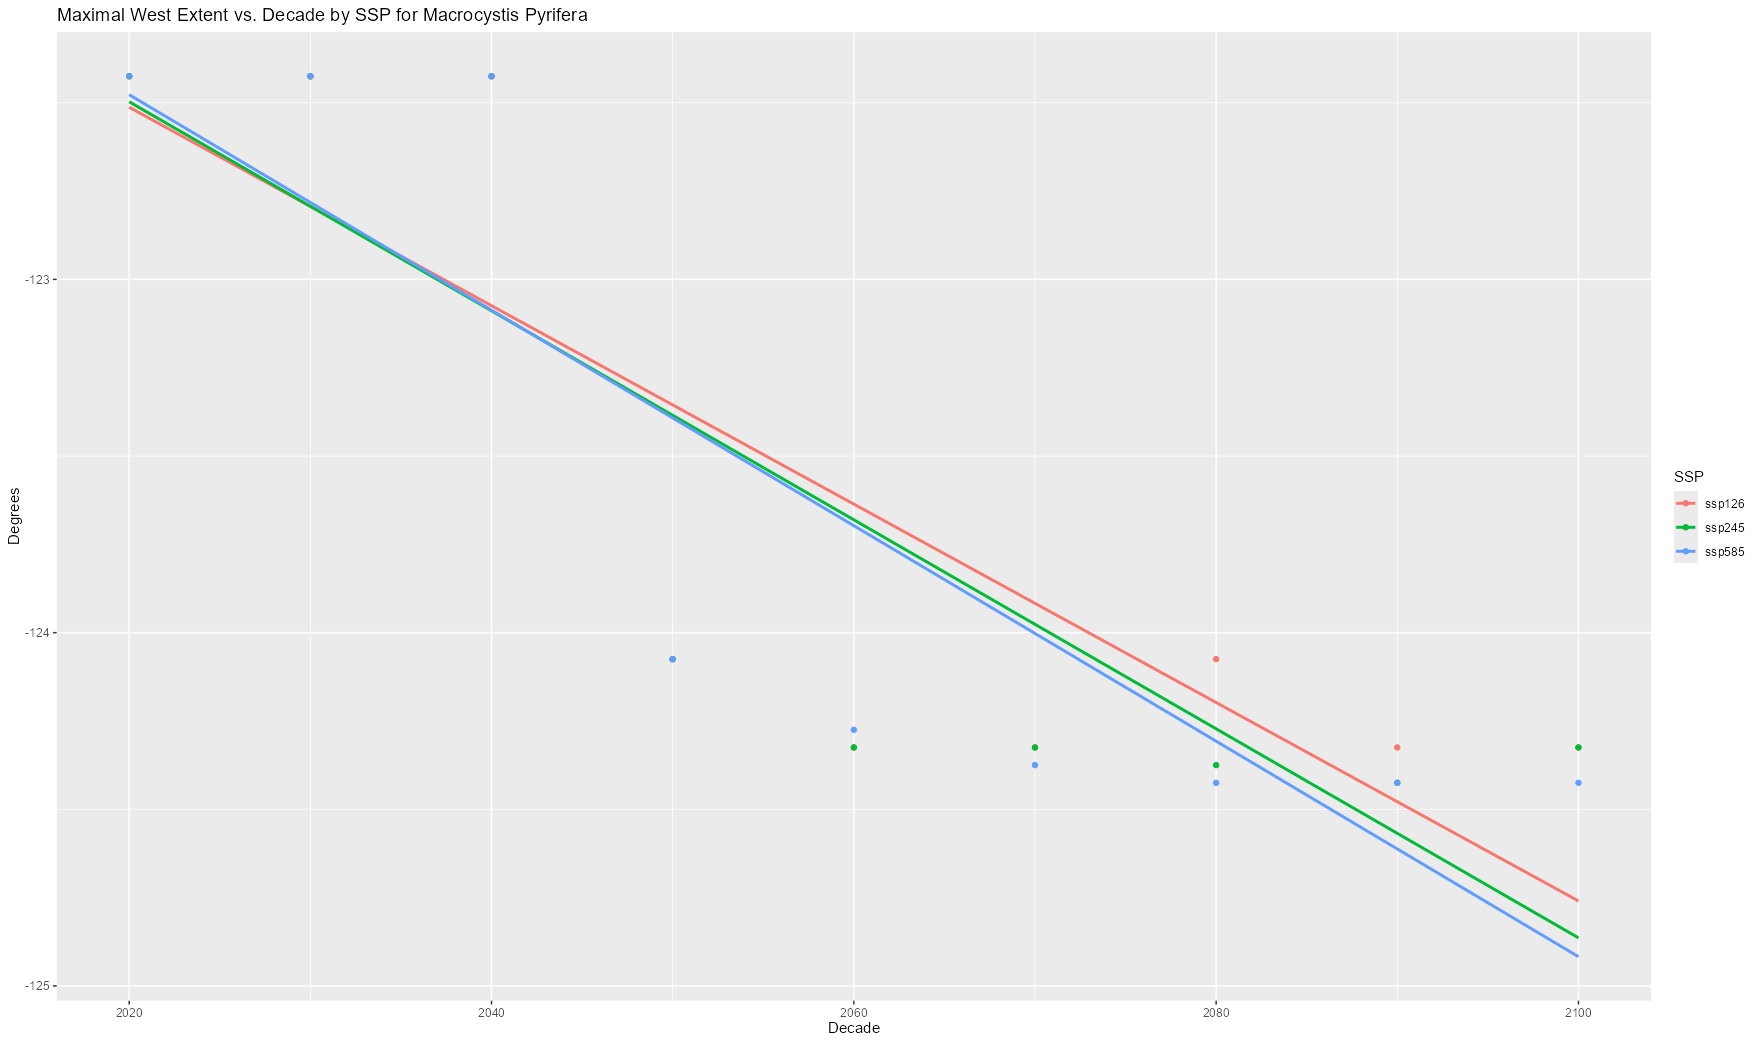 Maximal West Extent vs. Decade by SSP for Macrocystis Pyrifera
-123
-124
-125
Degrees
2020
2040
2060
2080
2100
Decade
SSP
ssp126
ssp245
ssp585